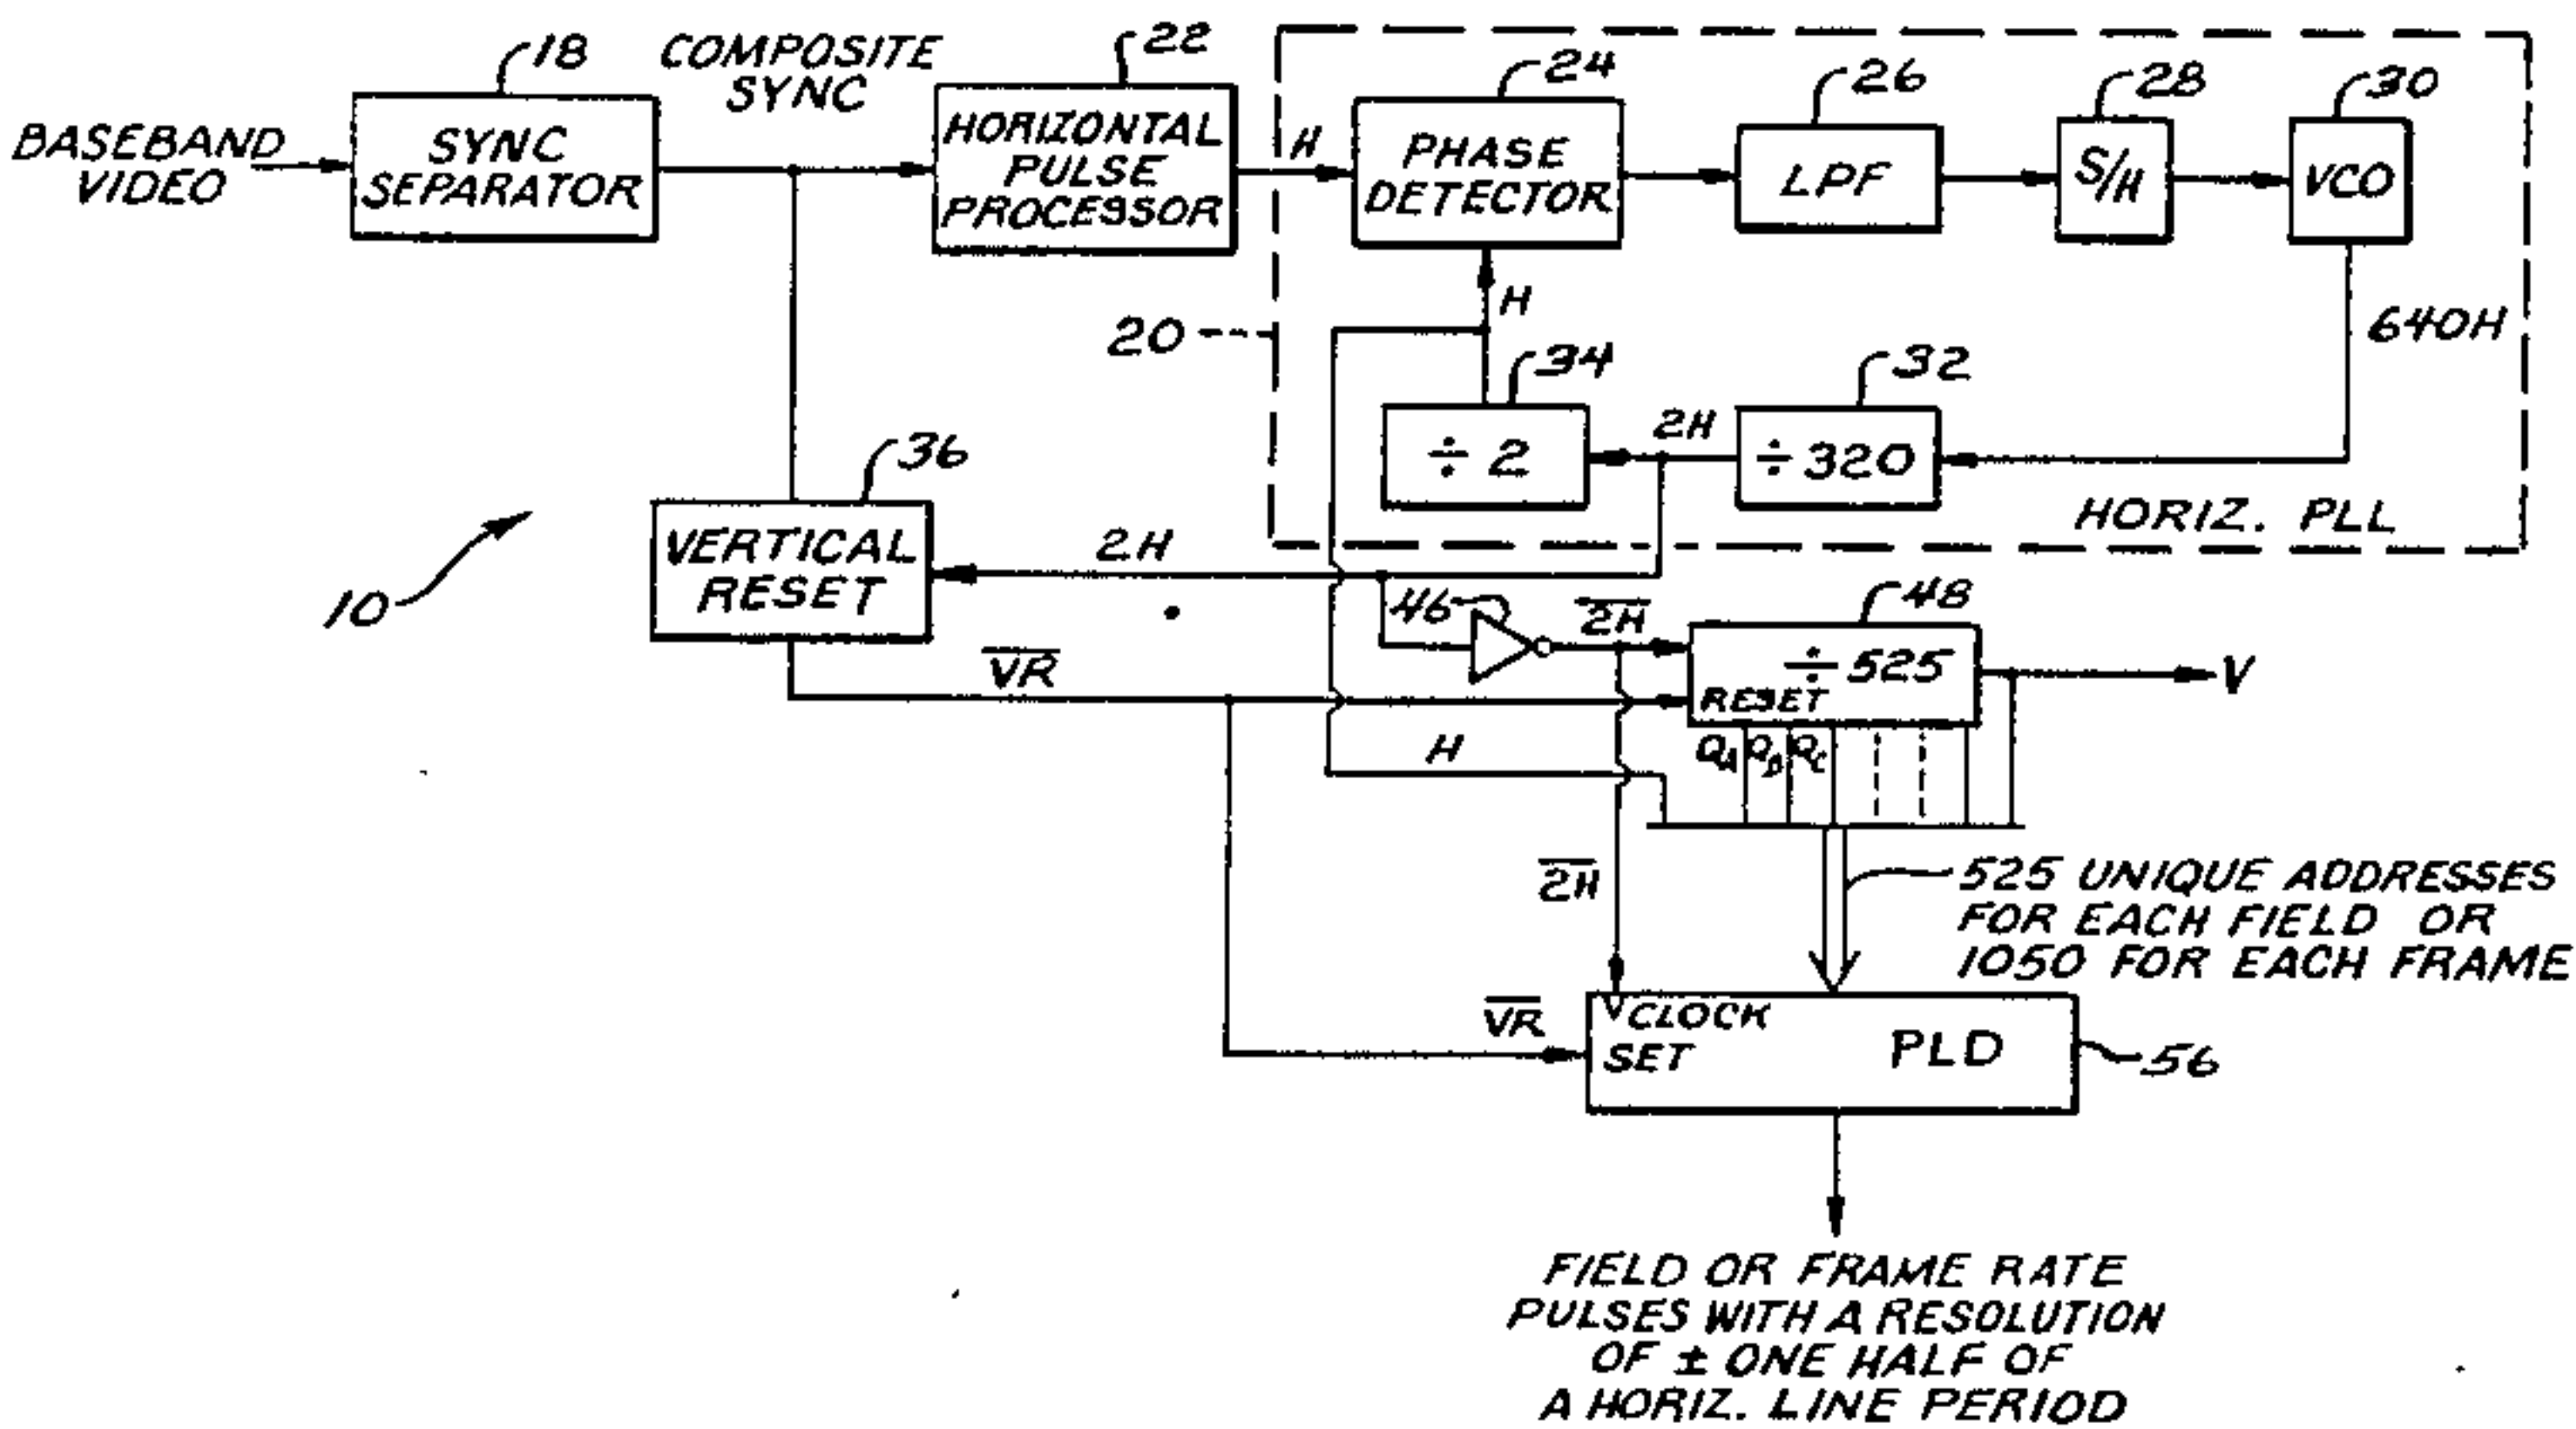 18
COMPOSITE
SYNC
22
24
26
28
30
BASEBAND
VIDEO
SYNC
SEPARATOR
HORIZONTAL
PULSE
PROCESSOR
H
PHASE
DETECTOR
LPF
S/H
VCO
H
20
640H
34
32
÷ 2
2H
÷ 320
HORIZ. PLL
36
VERTICAL
RESET
2H
10
46
2H
48
÷ 525
RESET
V
VR
H
QA QB QC
2H
525 UNIQUE ADDRESSES
FOR EACH FIELD OR
1050 FOR EACH FRAME
VR
CLOCK
SET
PLD
56
FIELD OR FRAME RATE
PULSES WITH A RESOLUTION
OF ± ONE HALF OF
A HORIZ. LINE PERIOD